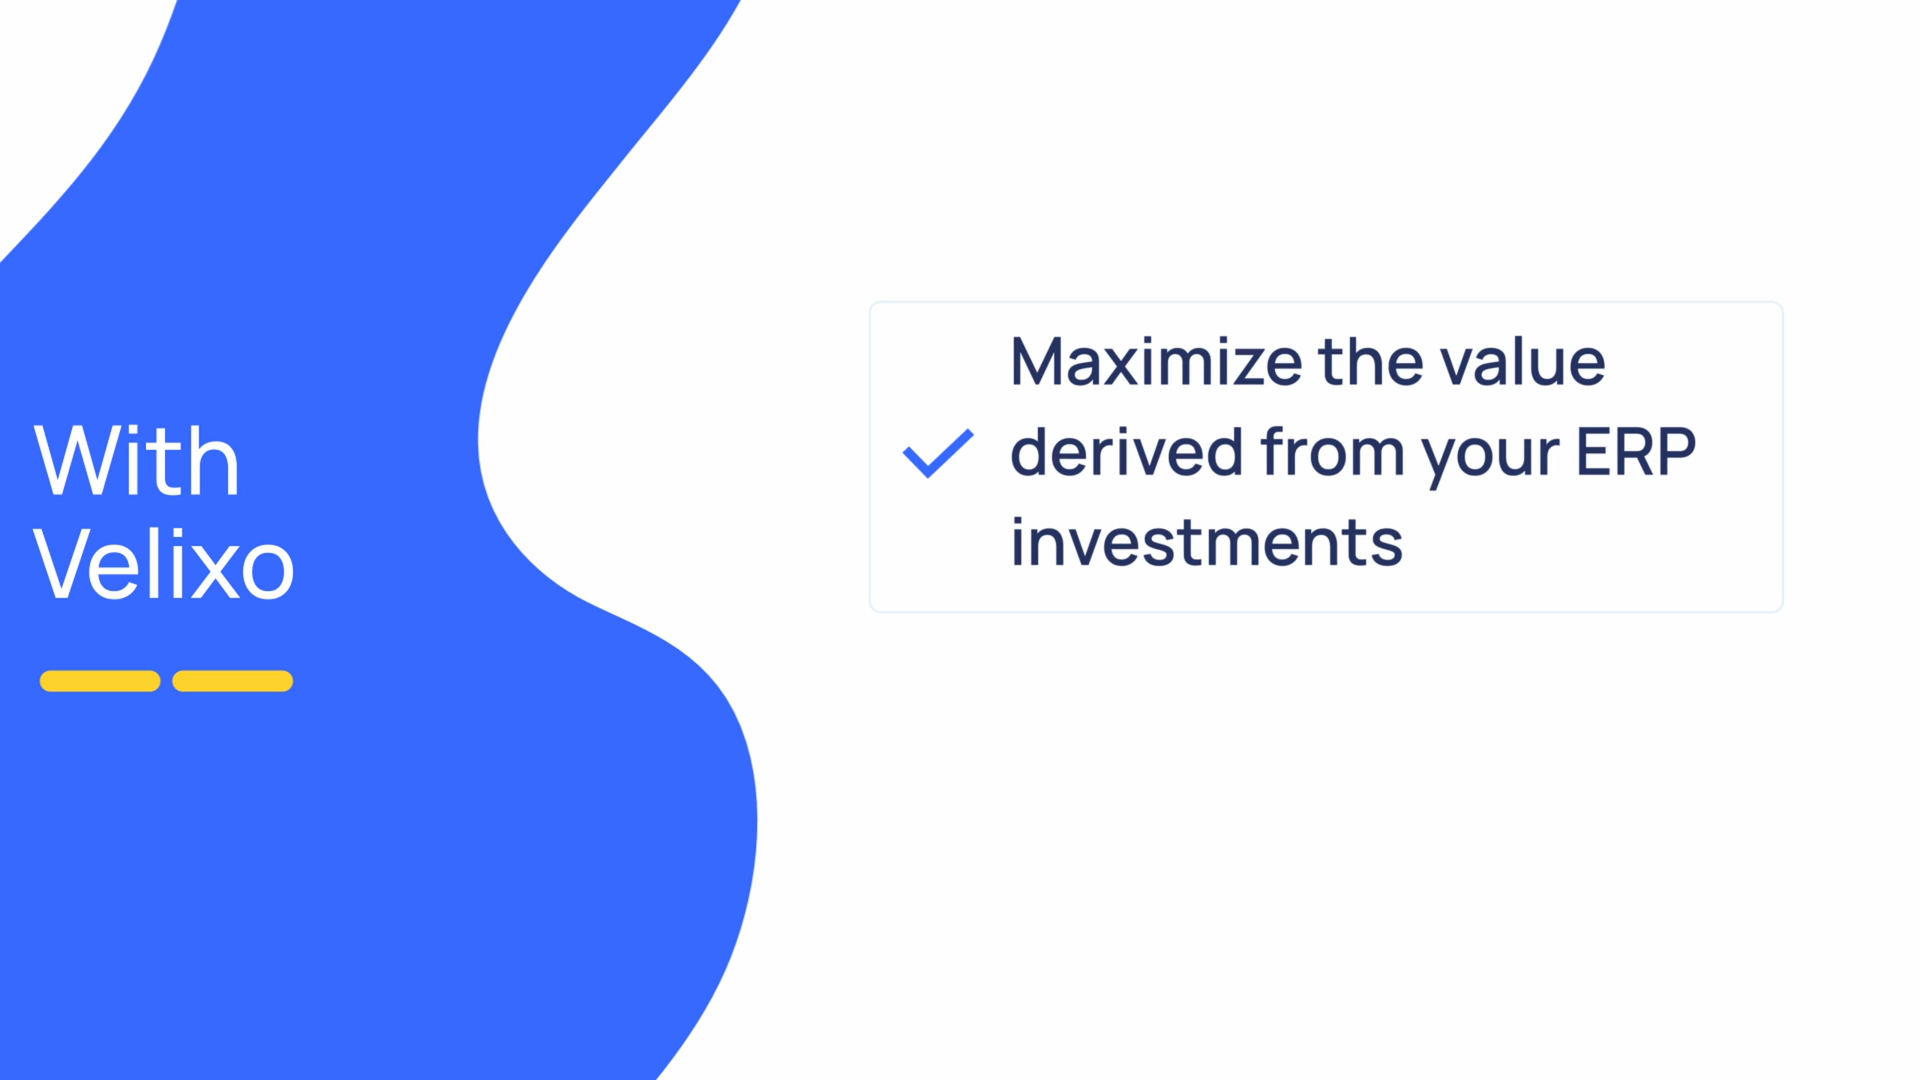 With
Velixo
Maximize the value
derived from your ERP
investments